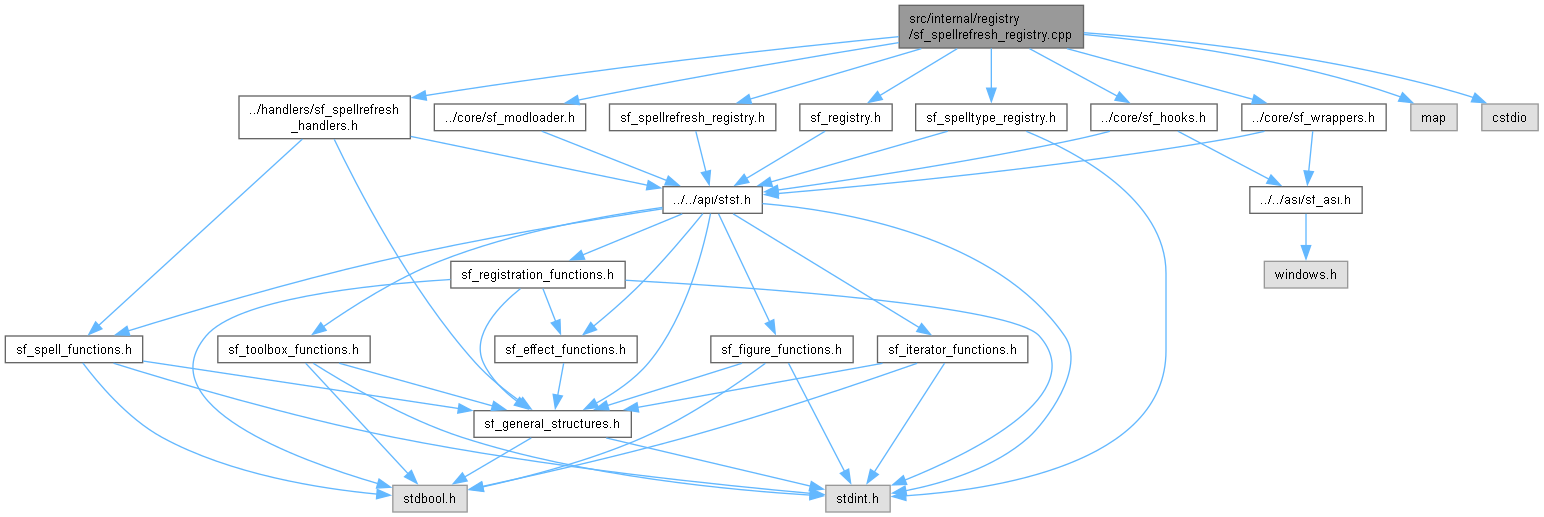 src/internal/registry
/sf_spellrefresh_registry.cpp
../handlers/sf_spellrefresh
_handlers.h
../core/sf_modloader.h
sf_spellrefresh_registry.h
sf_registry.h
sf_spelltype_registry.h
../core/sf_hooks.h
../core/sf_wrappers.h
map
cstdio
../../api/sfsf.h
../../asi/sf_asi.h
sf_registration_functions.h
windows.h
sf_spell_functions.h
sf_toolbox_functions.h
sf_effect_functions.h
sf_figure_functions.h
sf_iterator_functions.h
sf_general_structures.h
stdbool.h
stdint.h